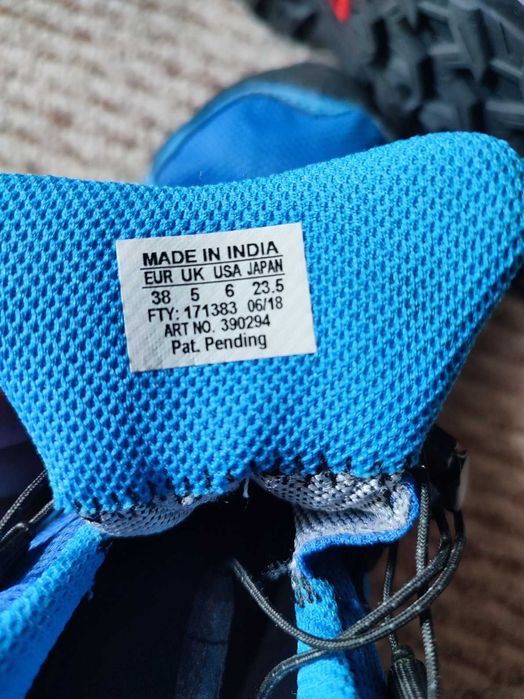 MADE IN INDIA
EUR UK USA JAPAN
38 5 6 23.5
FTY: 171383 06/18
ART NO. 390294
Pat. Pending